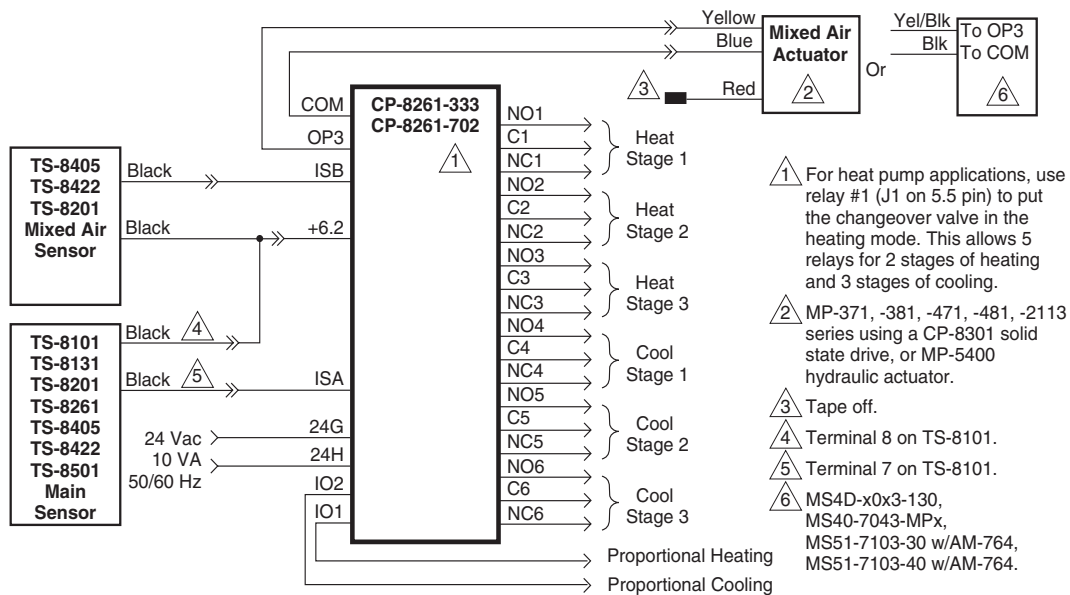 Yellow
Blue
Mixed Air
Actuator
2
Red
3
Or
Yel/Blk
Blk
To OP3
To COM
6
COM
OP3
ISB
+6.2
ISA
24G
24H
IO2
IO1
CP-8261-333
CP-8261-702
1
TS-8405
TS-8422
TS-8201
Mixed Air
Sensor
Black
Black
TS-8101
TS-8131
TS-8201
TS-8261
TS-8405
TS-8422
TS-8501
Main
Sensor
Black 4
Black 5
24 Vac
10 VA
50/60 Hz
NO1
C1
NC1
Heat
Stage 1
NO2
C2
NC2
Heat
Stage 2
NO3
C3
NC3
Heat
Stage 3
NO4
C4
NC4
Cool
Stage 1
NO5
C5
NC5
Cool
Stage 2
NO6
C6
NC6
Cool
Stage 3
Proportional Heating
Proportional Cooling
1 For heat pump applications, use
relay #1 (J1 on 5.5 pin) to put
the changeover valve in the
heating mode. This allows 5
relays for 2 stages of heating
and 3 stages of cooling.
2 MP-371, -381, -471, -481, -2113
series using a CP-8301 solid
state drive, or MP-5400
hydraulic actuator.
3 Tape off.
4 Terminal 8 on TS-8101.
5 Terminal 7 on TS-8101.
6 MS4D-x0x3-130,
MS40-7043-MPx,
MS51-7103-30 w/AM-764,
MS51-7103-40 w/AM-764.